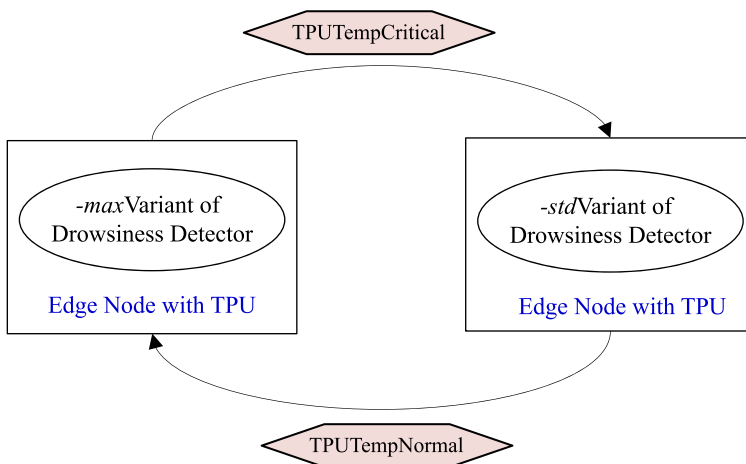 TPUTempCritical
-maxVariant of
Drowsiness Detector
Edge Node with TPU
-stdVariant of
Drowsiness Detector
Edge Node with TPU
TPUTempNormal